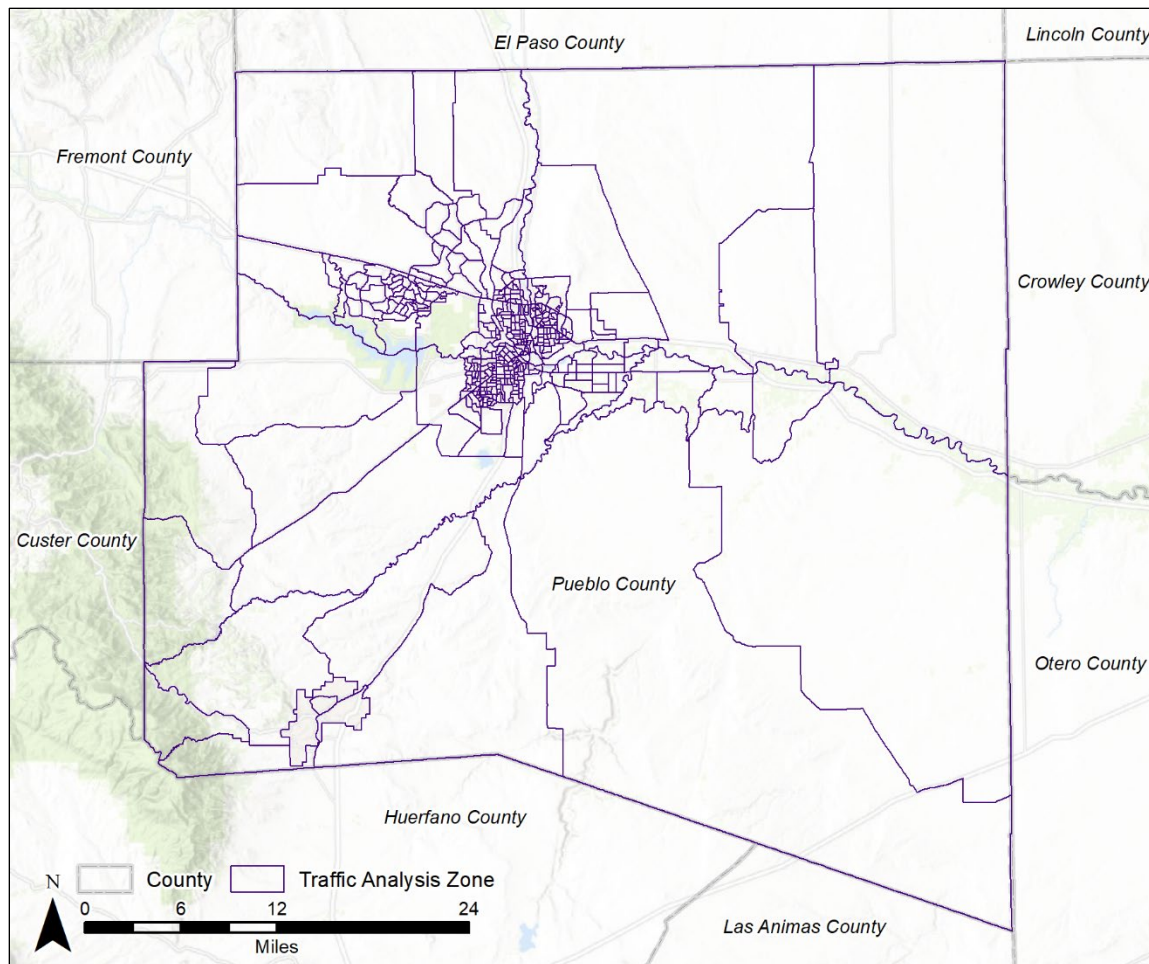 El Paso County
Lincoln County
Fremont County
Crowley County
Custer County
Pueblo County
Otero County
Huerfano County
Las Animas County
County
Traffic Analysis Zone
N
0 6 12 24
Miles